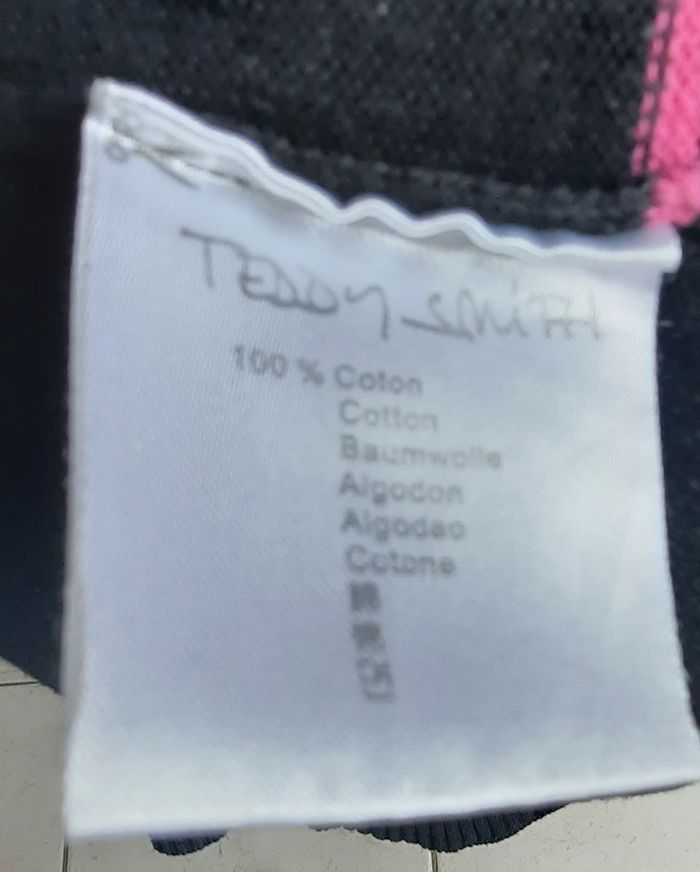 TEDDY SMITH
100 % Coton
Cotton
Baumwolle
Algodon
Algodao
Cotone